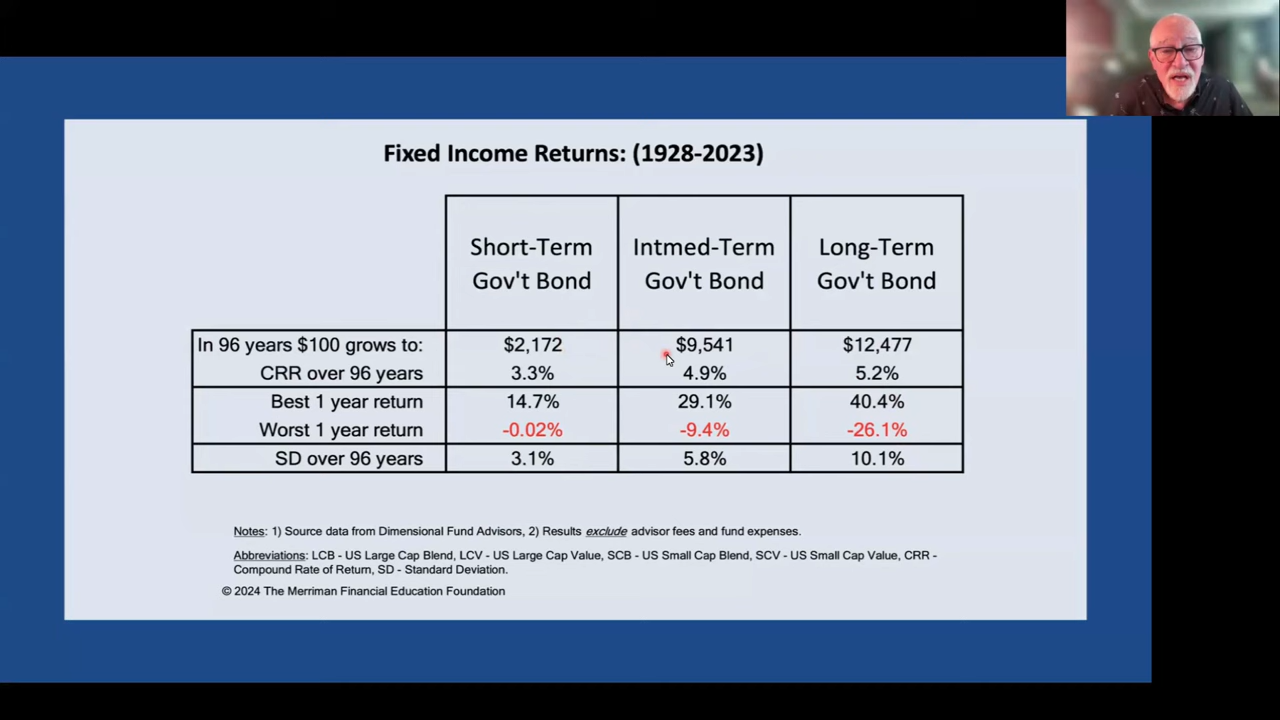 Fixed Income Returns: (1928-2023)
Short-Term Intmed-Term Long-Term
Gov't Bond Gov't Bond Gov't Bond
In 96 years $100 grows to: $2,172 $9,541 $12,477
CRR over 96 years 3.3% 4.9% 5.2%
Best 1 year return 14.7% 29.1% 40.4%
Worst 1 year return -0.02% -9.4% -26.1%
SD over 96 years 3.1% 5.8% 10.1%
Notes: 1) Source data from Dimensional Fund Advisors, 2) Results exclude advisor fees and fund expenses.
Abbreviations: LCB - US Large Cap Blend, LCV - US Large Cap Value, SCB - US Small Cap Blend, SCV - US Small Cap Value, CRR -
Compound Rate of Return, SD - Standard Deviation.
© 2024 The Merriman Financial Education Foundation